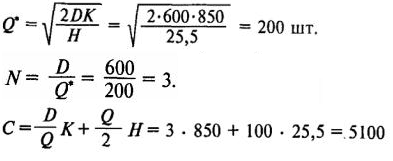 Q* = √(2DK/H) = √(2·600·850/25,5) = 200 шт.
N = D/Q* = 600/200 = 3.
C = D/Q K + Q/2 H = 3 · 850 + 100 · 25,5 = 5100